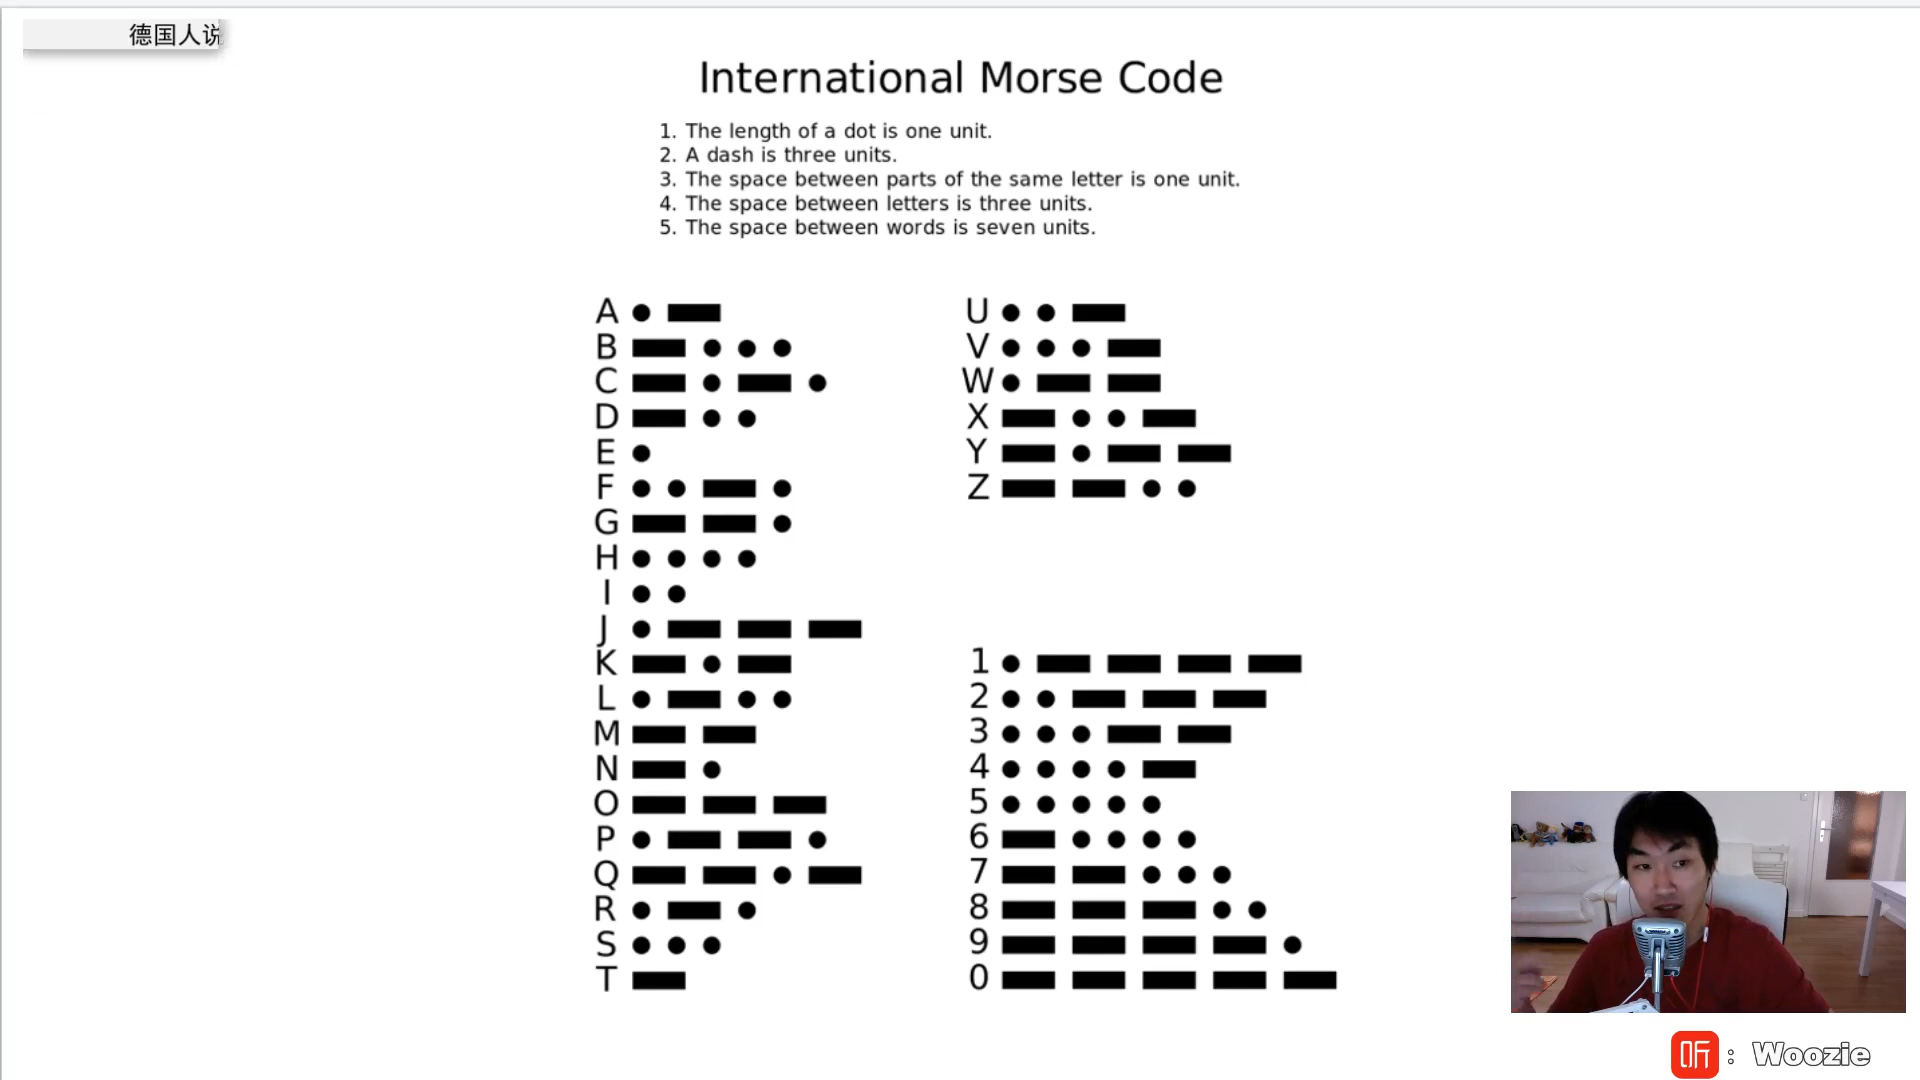 德国人说
International Morse Code
1. The length of a dot is one unit.
2. A dash is three units.
3. The space between parts of the same letter is one unit.
4. The space between letters is three units.
5. The space between words is seven units.
A
B
C
D
E
F
G
H
I
J
K
L
M
N
O
P
Q
R
S
T
U
V
W
X
Y
Z
1
2
3
4
5
6
7
8
9
0
听 : Woozie